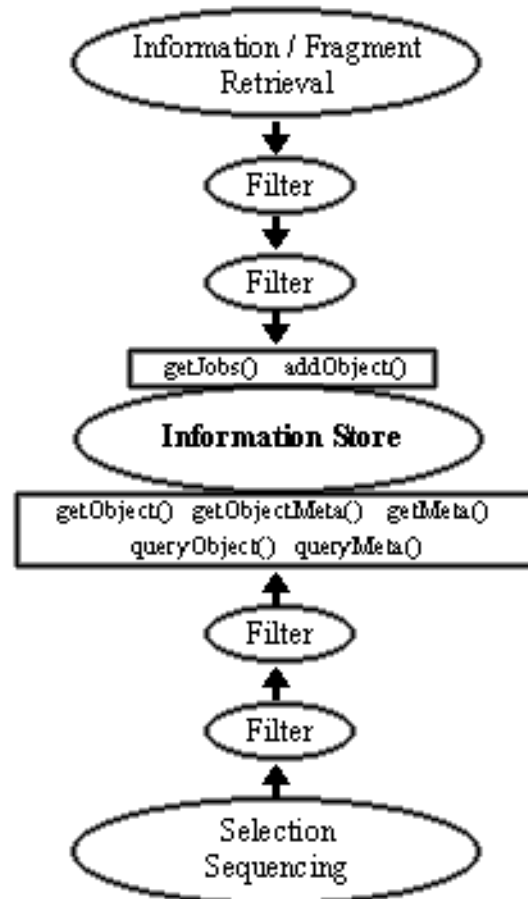 Information / Fragment
Retrieval
Filter
Filter
getJobs() addObject()
Information Store
getObject() getObjectMeta() getMeta()
queryObject() queryMeta()
Filter
Filter
Selection
Sequencing